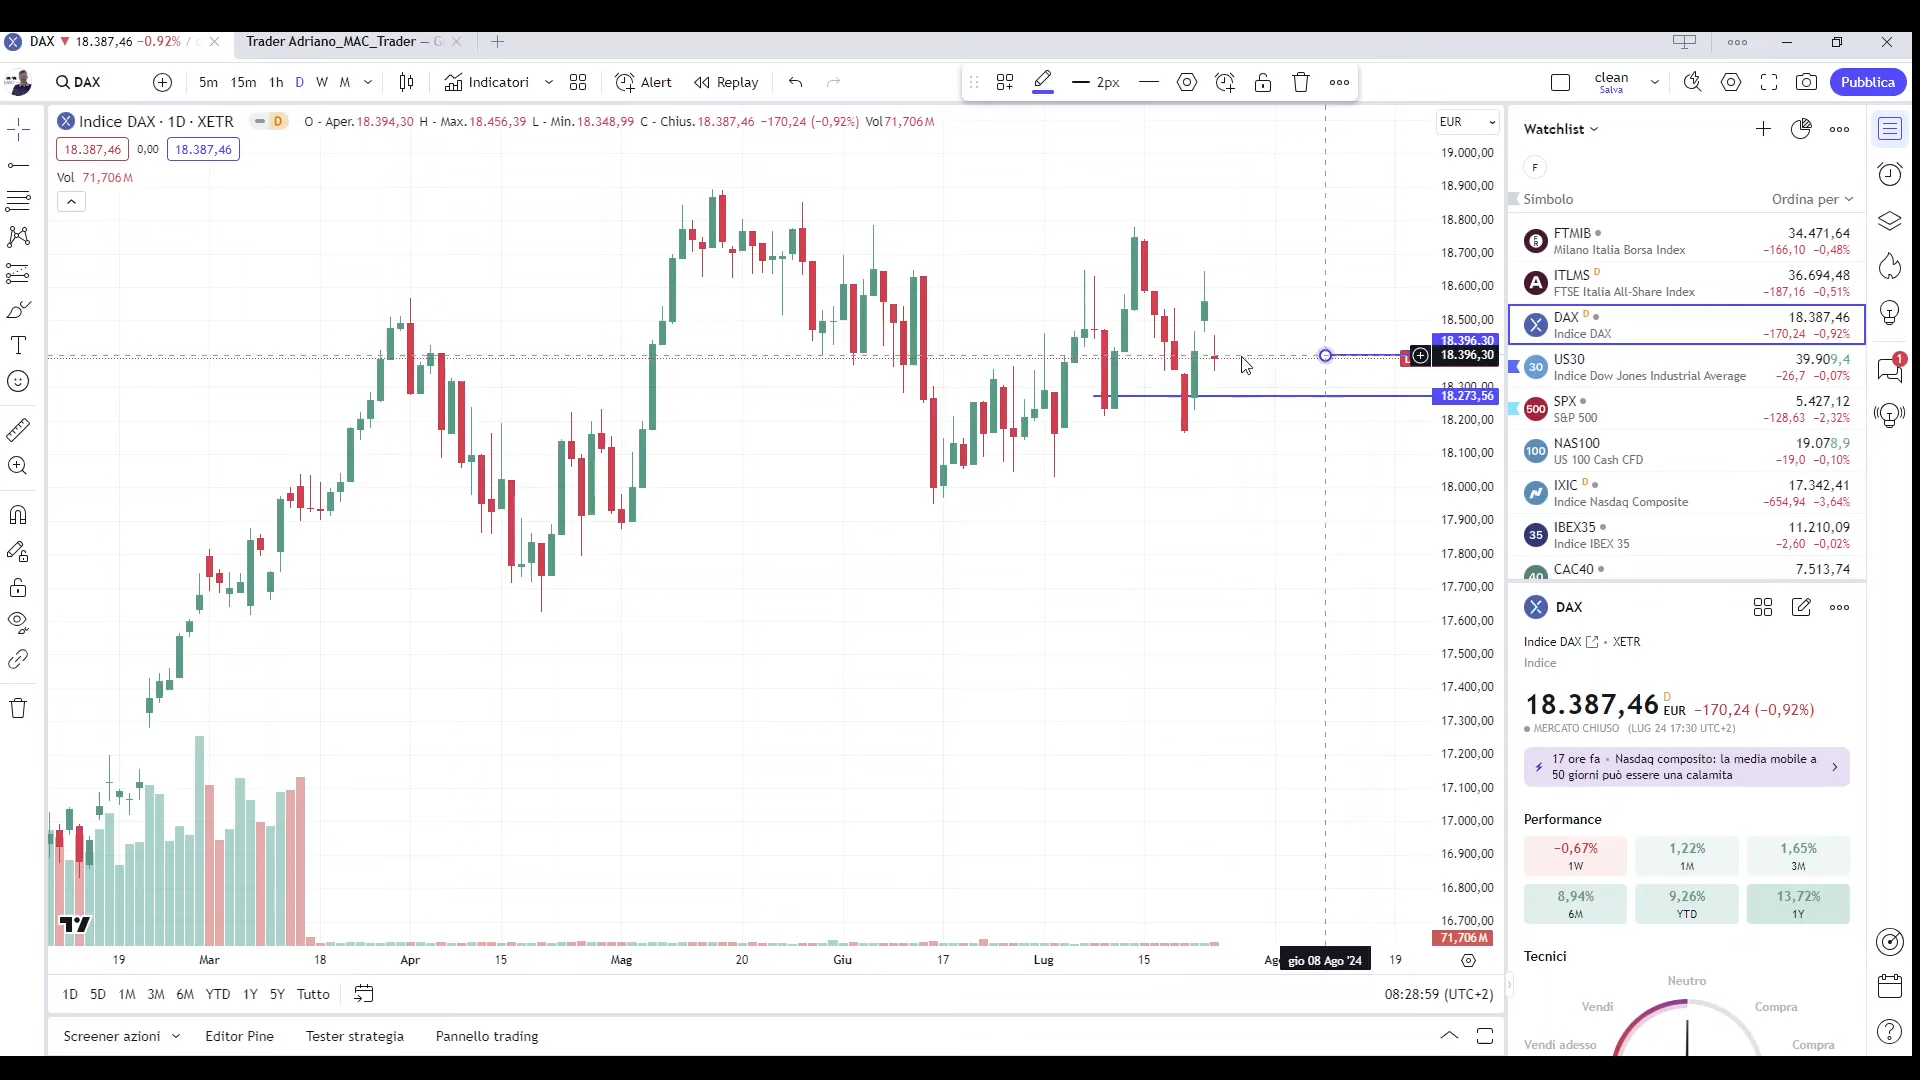 DAX 18.387,46 −0.92% /
Trader Adriano_MAC_Trader — G
DAX
5m 15m 1h D W M
Indicatori
Alert
Replay
2px
clean
Salva
Pubblica
Indice DAX · 1D · XETR
D
O - Aper.18.394,30 H - Max.18.456,39 L - Min.18.348,99 C - Chius.18.387,46 −170,24 (−0,92%) Vol71,706M
18.387,46 0,00 18.387,46
Vol 71,706M
EUR
19.000,00
18.900,00
18.800,00
18.700,00
18.600,00
18.500,00
18.396,30
18.396,30
18.300,00
18.273,56
18.200,00
18.100,00
18.000,00
17.900,00
17.800,00
17.700,00
17.600,00
17.500,00
17.400,00
17.300,00
17.200,00
17.100,00
17.000,00
16.900,00
16.800,00
16.700,00
71,706M
19 Mar 18 Apr 15 Mag 20 Giu 17 Lug 15 Ag gio 08 Ago '24 19
1D 5D 1M 3M 6M YTD 1Y 5Y Tutto
08:28:59 (UTC+2)
Screener azioni
Editor Pine
Tester strategia
Pannello trading
Watchlist
F
Simbolo
Ordina per
FTMIB 34.471,64
Milano Italia Borsa Index −166,10 −0,48%
ITLMS D 36.694,48
FTSE Italia All-Share Index −187,16 −0,51%
DAX D 18.387,46
Indice DAX −170,24 −0,92%
30 US30 39.909,4
Indice Dow Jones Industrial Average −26,7 −0,07%
500 SPX 5.427,12
S&P 500 −128,63 −2,32%
100 NAS100 19.078,9
US 100 Cash CFD −19,0 −0,10%
IXIC D 17.342,41
Indice Nasdaq Composite −654,94 −3,64%
35 IBEX35 11.210,09
Indice IBEX 35 −2,60 −0,02%
40 CAC40 7.513,74
1
DAX
Indice DAX • XETR
Indice
18.387,46 D EUR −170,24 (−0,92%)
MERCATO CHIUSO (LUG 24 17:30 UTC+2)
17 ore fa • Nasdaq composito: la media mobile a
50 giorni può essere una calamita
Performance
−0,67% 1,22% 1,65%
1W 1M 3M
8,94% 9,26% 13,72%
6M YTD 1Y
Tecnici
Neutro
Vendi Compra
Vendi adesso Compra